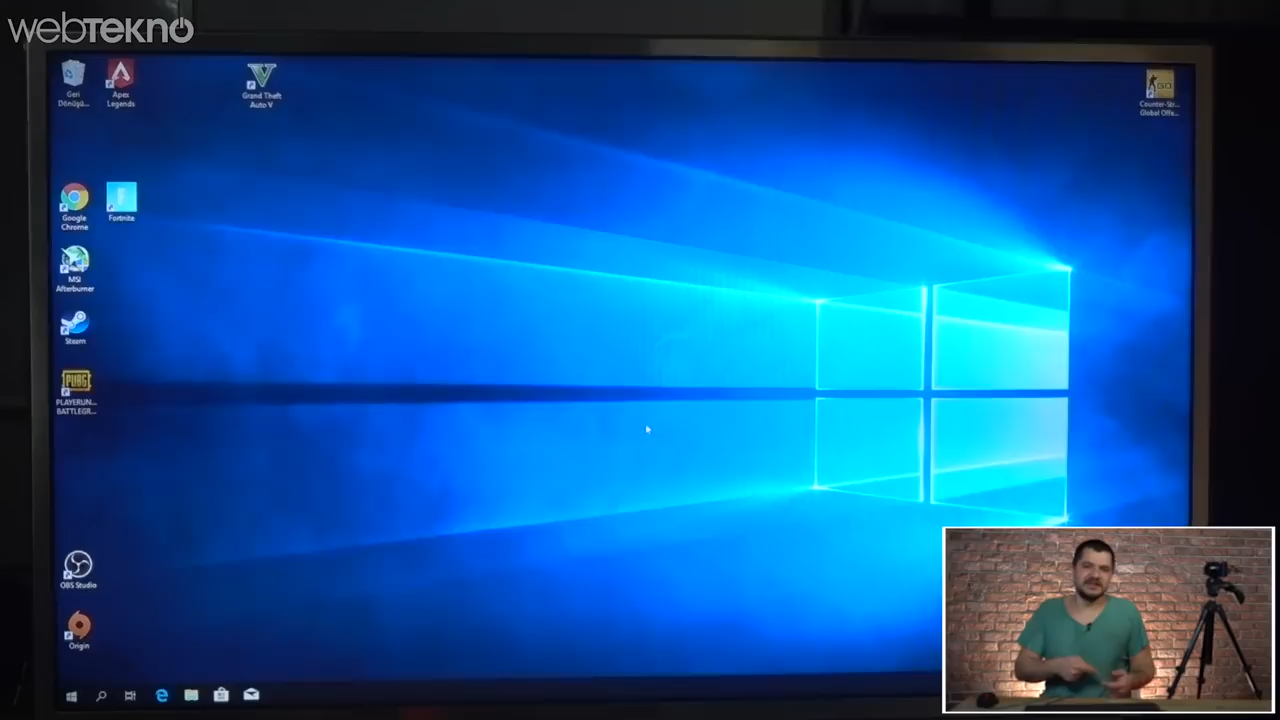 webTEKNO
Geri
Dönüşü...
Apex
Legends
Grand Theft
Auto V
GO
Counter-Str...
Global Offe...
Google
Chrome
Fortnite
MSI
Afterburner
Steam
PUBG
PLAYERUN...
BATTLEGR...
OBS Studio
Origin